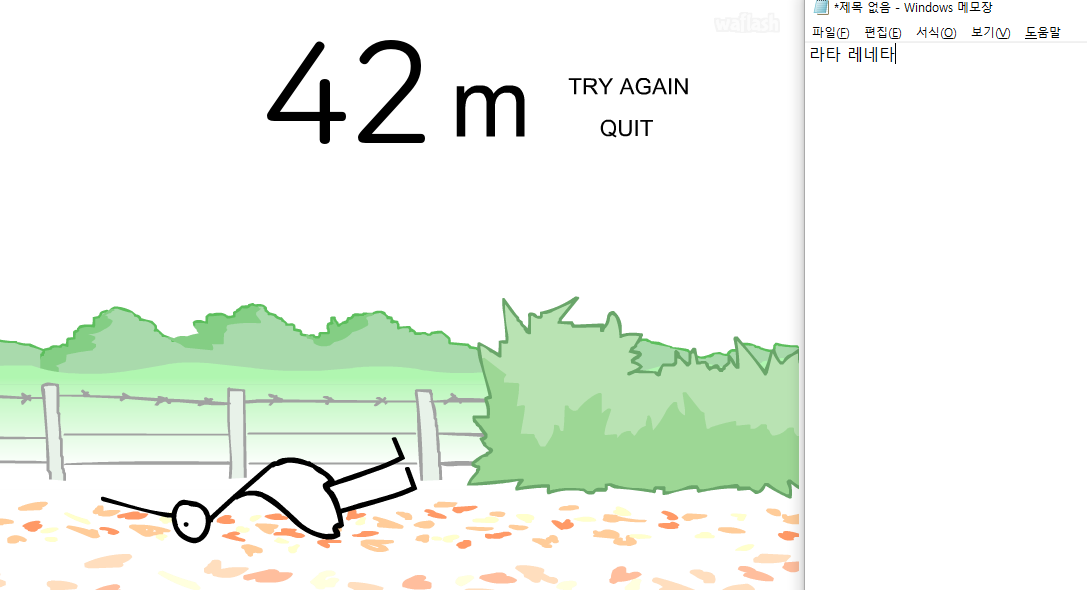 waflash
42 m
TRY AGAIN
QUIT
*제목 없음 - Windows 메모장
파일(F) 편집(E) 서식(O) 보기(V) 도움말
라타 레네타